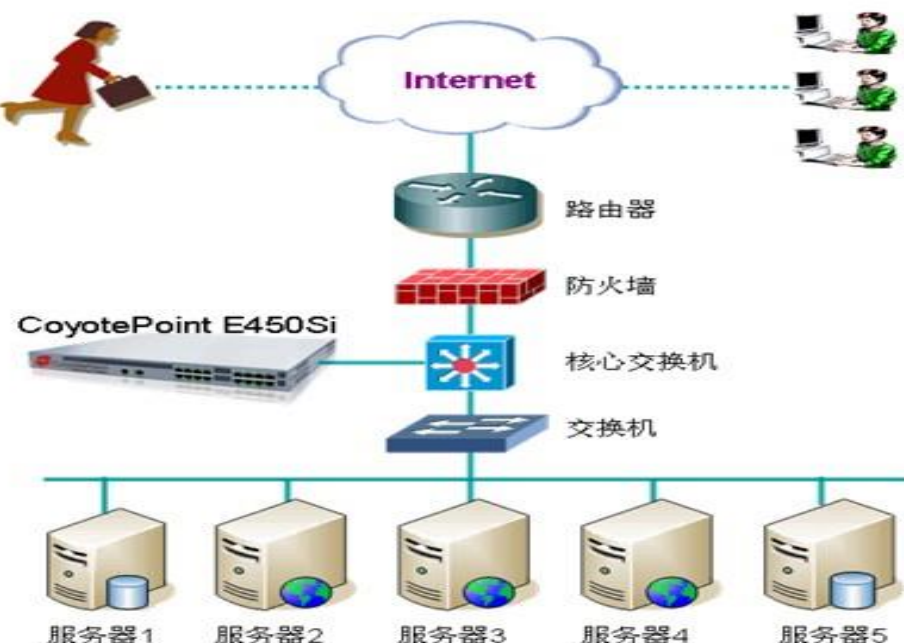 Internet
路由器
防火墙
CoyotePoint E450Si
核心交换机
交换机
服务器1
服务器2
服务器3
服务器4
服务器5